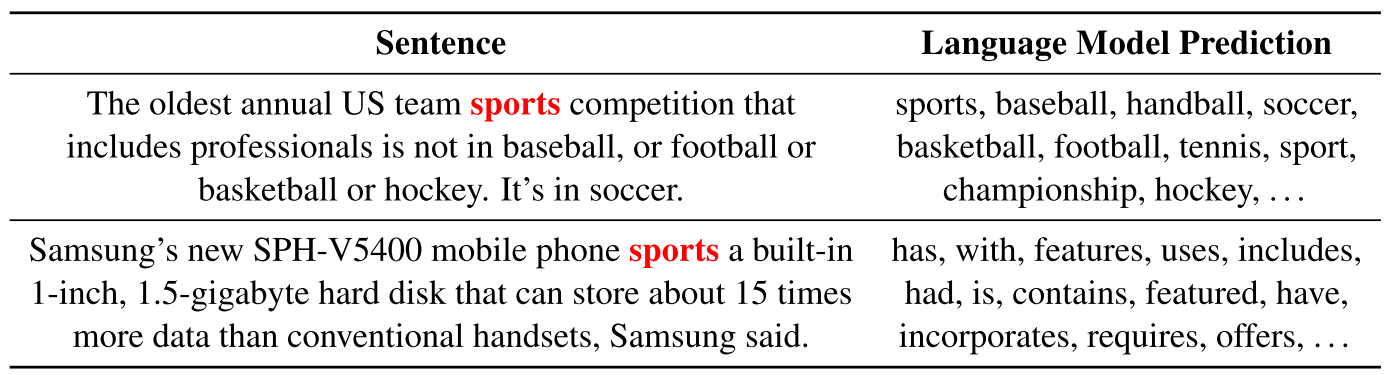 Sentence Language Model Prediction
The oldest annual US team sports competition that
includes professionals is not in baseball, or football or
basketball or hockey. It's in soccer.
sports, baseball, handball, soccer,
basketball, football, tennis, sport,
championship, hockey, …
Samsung's new SPH-V5400 mobile phone sports a built-in
1-inch, 1.5-gigabyte hard disk that can store about 15 times
more data than conventional handsets, Samsung said.
has, with, features, uses, includes,
had, is, contains, featured, have,
incorporates, requires, offers, …